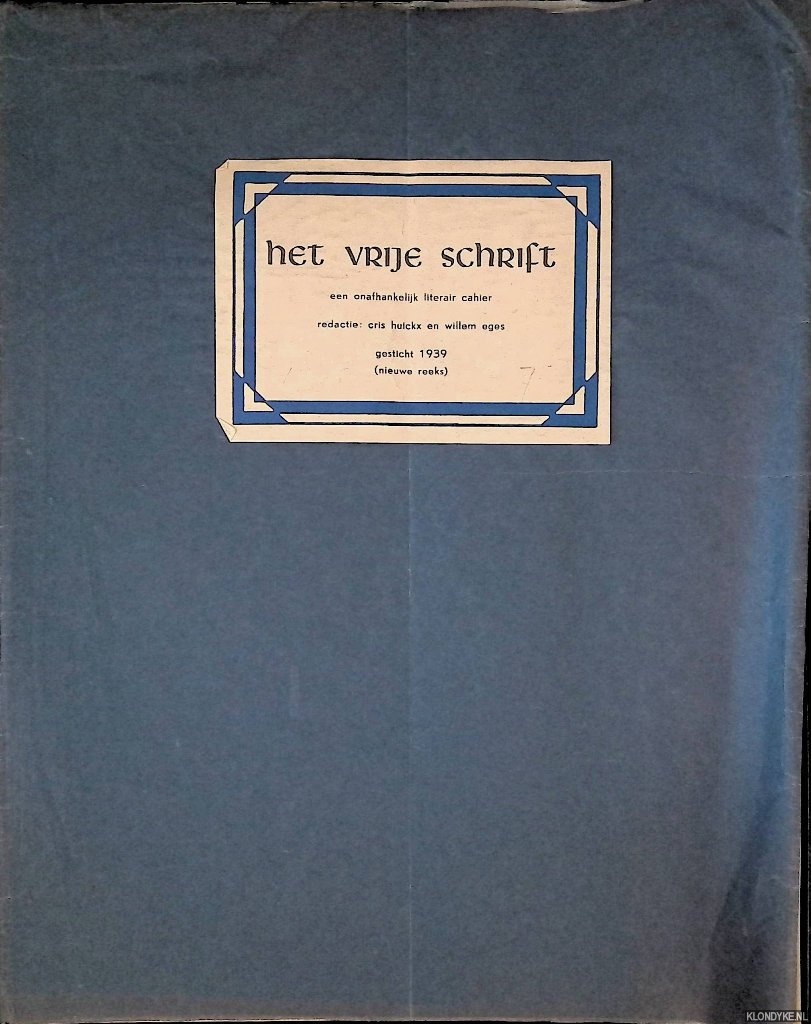 het vrije schrift
een onafhankelijk literair cahier
redactie: cris huickx en willem eges
gesticht 1939
(nieuwe reeks)
7
KLONDYKE.NL